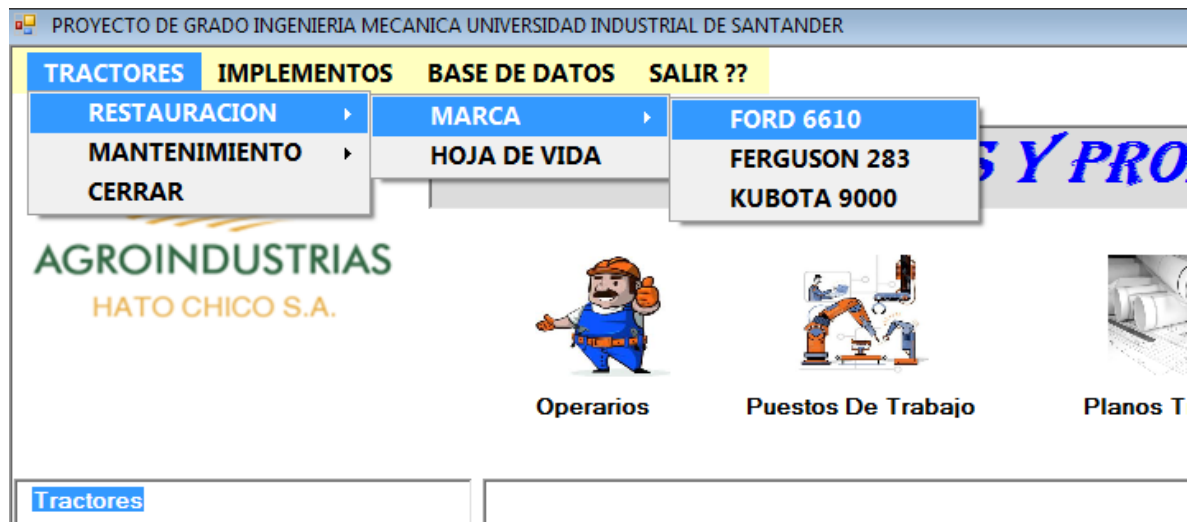 PROYECTO DE GRADO INGENIERIA MECANICA UNIVERSIDAD INDUSTRIAL DE SANTANDER
TRACTORES IMPLEMENTOS BASE DE DATOS SALIR ??
RESTAURACION MARCA FORD 6610
MANTENIMIENTO HOJA DE VIDA FERGUSON 283
CERRAR KUBOTA 9000
Y
AGROINDUSTRIAS
HATO CHICO S.A.
Operarios Puestos De Trabajo Planos
Tractores